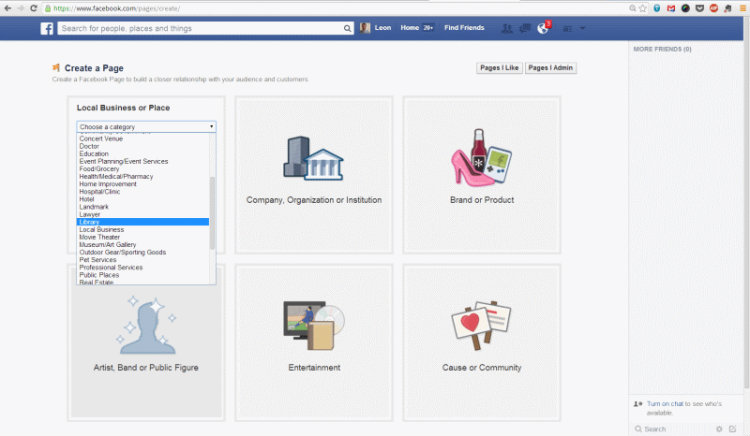 https://www.facebook.com/pages/create/
Search for people, places and things
Leon
Home 20+
Find Friends
3
MORE FRIENDS (0)
Create a Page
Create a Facebook Page to build a closer relationship with your audience and customers.
Pages I Like
Pages I Admin
Local Business or Place
Choose a category
Concert Venue
Doctor
Education
Event Planning/Event Services
Food/Grocery
Health/Medical/Pharmacy
Home Improvement
Hospital/Clinic
Hotel
Landmark
Lawyer
Library
Local Business
Movie Theater
Museum/Art Gallery
Outdoor Gear/Sporting Goods
Pet Services
Professional Services
Public Places
Real Estate
Company, Organization or Institution
Brand or Product
Artist, Band or Public Figure
Entertainment
Cause or Community
Turn on chat to see who's
available.
Search